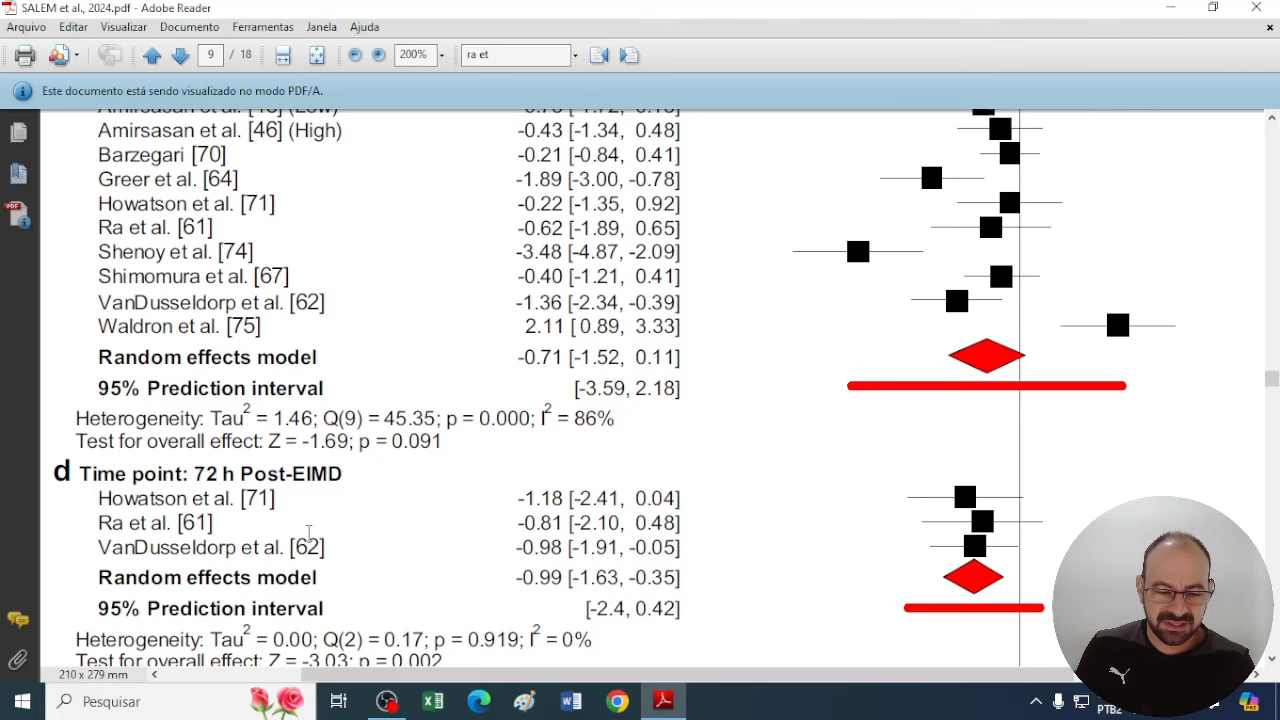 SALEM et al., 2024.pdf - Adobe Reader
Arquivo Editar Visualizar Documento Ferramentas Janela Ajuda
9 / 18 200% ra et
Este documento está sendo visualizado no modo PDF/A.
Amirsasan et al. [46] (High) -0.43 [-1.34, 0.48]
Barzegari [70] -0.21 [-0.84, 0.41]
Greer et al. [64] -1.89 [-3.00, -0.78]
Howatson et al. [71] -0.22 [-1.35, 0.92]
Ra et al. [61] -0.62 [-1.89, 0.65]
Shenoy et al. [74] -3.48 [-4.87, -2.09]
Shimomura et al. [67] -0.40 [-1.21, 0.41]
VanDusseldorp et al. [62] -1.36 [-2.34, -0.39]
Waldron et al. [75] 2.11 [ 0.89, 3.33]
Random effects model -0.71 [-1.52, 0.11]
95% Prediction interval [-3.59, 2.18]
Heterogeneity: Tau² = 1.46; Q(9) = 45.35; p = 0.000; I² = 86%
Test for overall effect: Z = -1.69; p = 0.091
d Time point: 72 h Post-EIMD
Howatson et al. [71] -1.18 [-2.41, 0.04]
Ra et al. [61] -0.81 [-2.10, 0.48]
VanDusseldorp et al. [62] -0.98 [-1.91, -0.05]
Random effects model -0.99 [-1.63, -0.35]
95% Prediction interval [-2.4, 0.42]
Heterogeneity: Tau² = 0.00; Q(2) = 0.17; p = 0.919; I² = 0%
Test for overall effect: Z = -3.03; p = 0.002
210 x 279 mm
Pesquisar